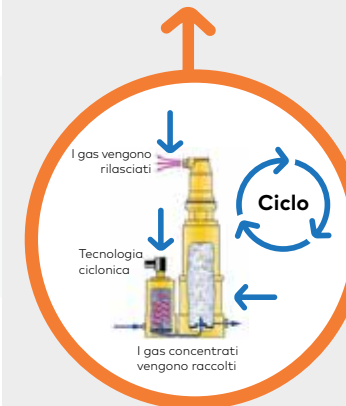 I gas vengono
rilasciati
Ciclo
Tecnologia
ciclonica
I gas concentrati
vengono raccolti